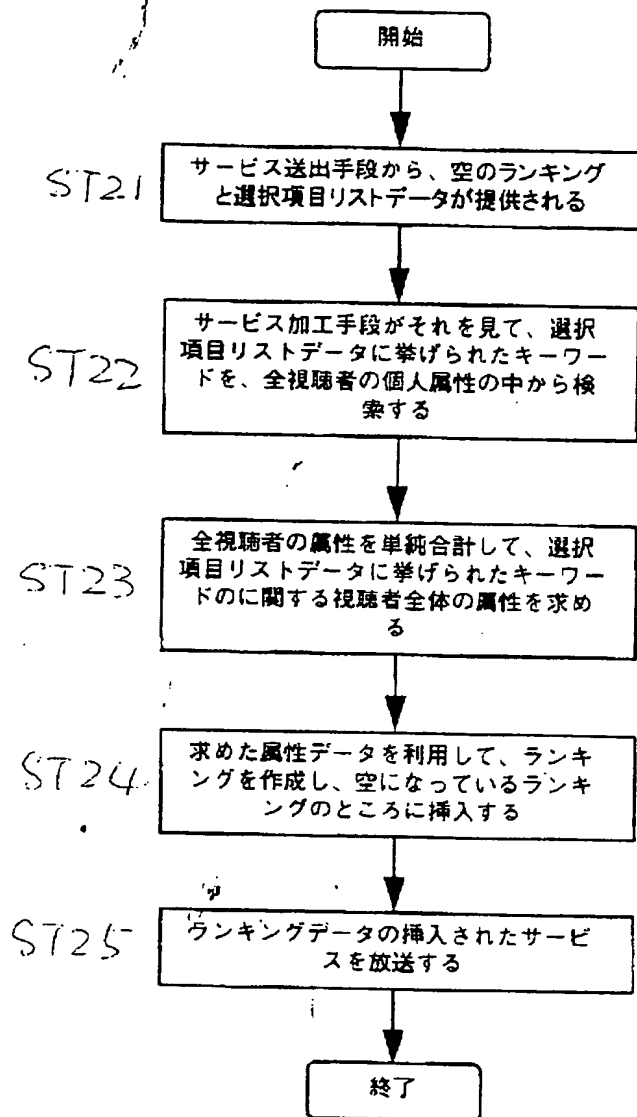 開始
ST21
サービス送出手段から、空のランキング
と選択項目リストデータが提供される
ST22
サービス加工手段がそれを見て、選択
項目リストデータに挙げられたキーワー
ドを、全視聴者の個人属性の中から検
索する
ST23
全視聴者の属性を単純合計して、選択
項目リストデータに挙げられたキーワー
ドのに関する視聴者全体の属性を求め
る
ST24
求めた属性データを利用して、ランキ
ングを作成し、空になっているランキ
ングのところに挿入する
ST25
ランキングデータの挿入されたサービ
スを放送する
終了